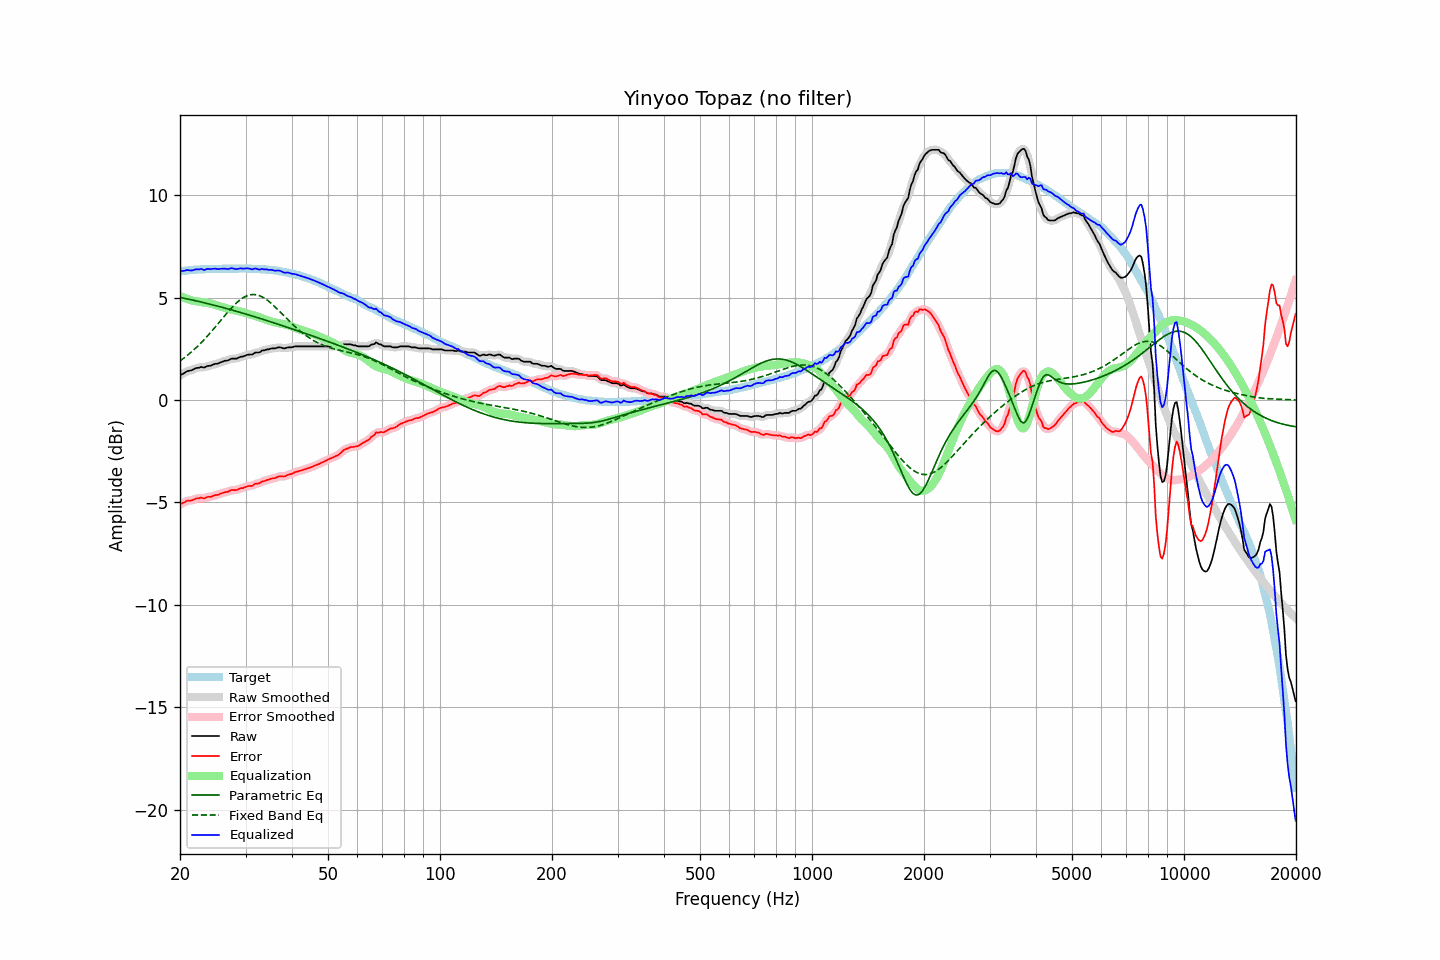 Yinyoo Topaz (no filter)
Amplitude (dBr)
10
5
0
−5
−10
−15
−20
Target
Raw Smoothed
Error Smoothed
Raw
Error
Equalization
Parametric Eq
Fixed Band Eq
Equalized
20 50 100 200 500 1000 2000 5000 10000 20000
Frequency (Hz)